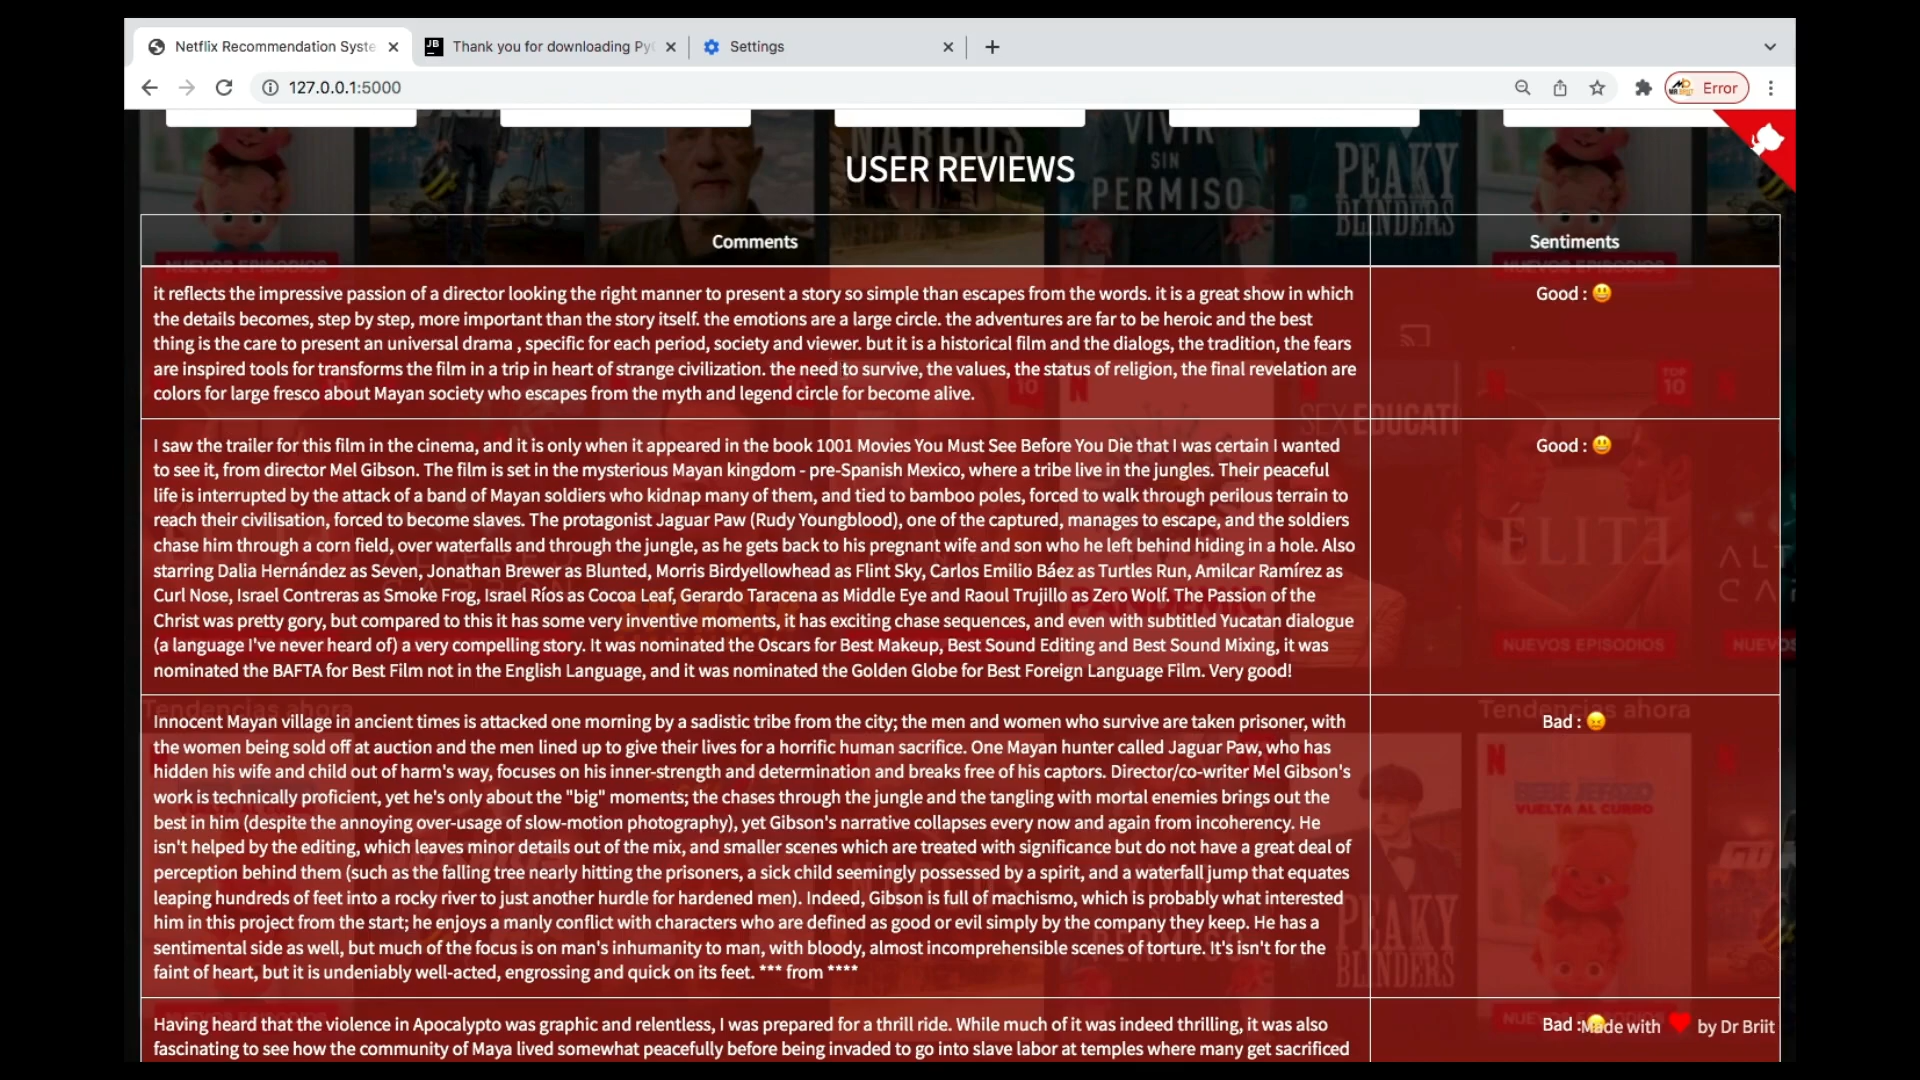 Netflix Recommendation Syste
JB
Thank you for downloading Py
Settings
127.0.0.1:5000
Error
NARCOS
VIVIR
SIN
PERMISO
PEAKY
BLINDERS
USER REVIEWS
NUEVOS EPISODIOS
NUEVOS EPISODIOS
Comments
Sentiments
it reflects the impressive passion of a director looking the right manner to present a story so simple than escapes from the words. it is a great show in which
the details becomes, step by step, more important than the story itself. the emotions are a large circle. the adventures are far to be heroic and the best
thing is the care to present an universal drama , specific for each period, society and viewer. but it is a historical film and the dialogs, the tradition, the fears
are inspired tools for transforms the film in a trip in heart of strange civilization. the need to survive, the values, the status of religion, the final revelation are
colors for large fresco about Mayan society who escapes from the myth and legend circle for become alive.
Good : 😃
TOP
10
SEX EDUCATI
I saw the trailer for this film in the cinema, and it is only when it appeared in the book 1001 Movies You Must See Before You Die that I was certain I wanted
to see it, from director Mel Gibson. The film is set in the mysterious Mayan kingdom - pre-Spanish Mexico, where a tribe live in the jungles. Their peaceful
life is interrupted by the attack of a band of Mayan soldiers who kidnap many of them, and tied to bamboo poles, forced to walk through perilous terrain to
reach their civilisation, forced to become slaves. The protagonist Jaguar Paw (Rudy Youngblood), one of the captured, manages to escape, and the soldiers
chase him through a corn field, over waterfalls and through the jungle, as he gets back to his pregnant wife and son who he left behind hiding in a hole. Also
starring Dalia Hernández as Seven, Jonathan Brewer as Blunted, Morris Birdyellowhead as Flint Sky, Carlos Emilio Báez as Turtles Run, Amilcar Ramírez as
Curl Nose, Israel Contreras as Smoke Frog, Israel Ríos as Cocoa Leaf, Gerardo Taracena as Middle Eye and Raoul Trujillo as Zero Wolf. The Passion of the
Christ was pretty gory, but compared to this it has some very inventive moments, it has exciting chase sequences, and even with subtitled Yucatan dialogue
(a language I've never heard of) a very compelling story. It was nominated the Oscars for Best Makeup, Best Sound Editing and Best Sound Mixing, it was
nominated the BAFTA for Best Film not in the English Language, and it was nominated the Golden Globe for Best Foreign Language Film. Very good!
Good : 😃
ÉLITE
ALT
CA
NUEVOS EPISODIOS
NUEVOS
Tendencias ahora
Tendencias ahora
Innocent Mayan village in ancient times is attacked one morning by a sadistic tribe from the city; the men and women who survive are taken prisoner, with
the women being sold off at auction and the men lined up to give their lives for a horrific human sacrifice. One Mayan hunter called Jaguar Paw, who has
hidden his wife and child out of harm's way, focuses on his inner-strength and determination and breaks free of his captors. Director/co-writer Mel Gibson's
work is technically proficient, yet he's only about the "big" moments; the chases through the jungle and the tangling with mortal enemies brings out the
best in him (despite the annoying over-usage of slow-motion photography), yet Gibson's narrative collapses every now and again from incoherency. He
isn't helped by the editing, which leaves minor details out of the mix, and smaller scenes which are treated with significance but do not have a great deal of
perception behind them (such as the falling tree nearly hitting the prisoners, a sick child seemingly possessed by a spirit, and a waterfall jump that equates
leaping hundreds of feet into a rocky river to just another hurdle for hardened men). Indeed, Gibson is full of machismo, which is probably what interested
him in this project from the start; he enjoys a manly conflict with characters who are defined as good or evil simply by the company they keep. He has a
sentimental side as well, but much of the focus is on man's inhumanity to man, with bloody, almost incomprehensible scenes of torture. It's isn't for the
faint of heart, but it is undeniably well-acted, engrossing and quick on its feet. *** from ****
Bad : 😠
VUELTA AL CURRO
PEAKY
BLINDERS
Having heard that the violence in Apocalypto was graphic and relentless, I was prepared for a thrill ride. While much of it was indeed thrilling, it was also
fascinating to see how the community of Maya lived somewhat peacefully before being invaded to go into slave labor at temples where many get sacrificed
Bad :
Made with ❤ by Dr Briit